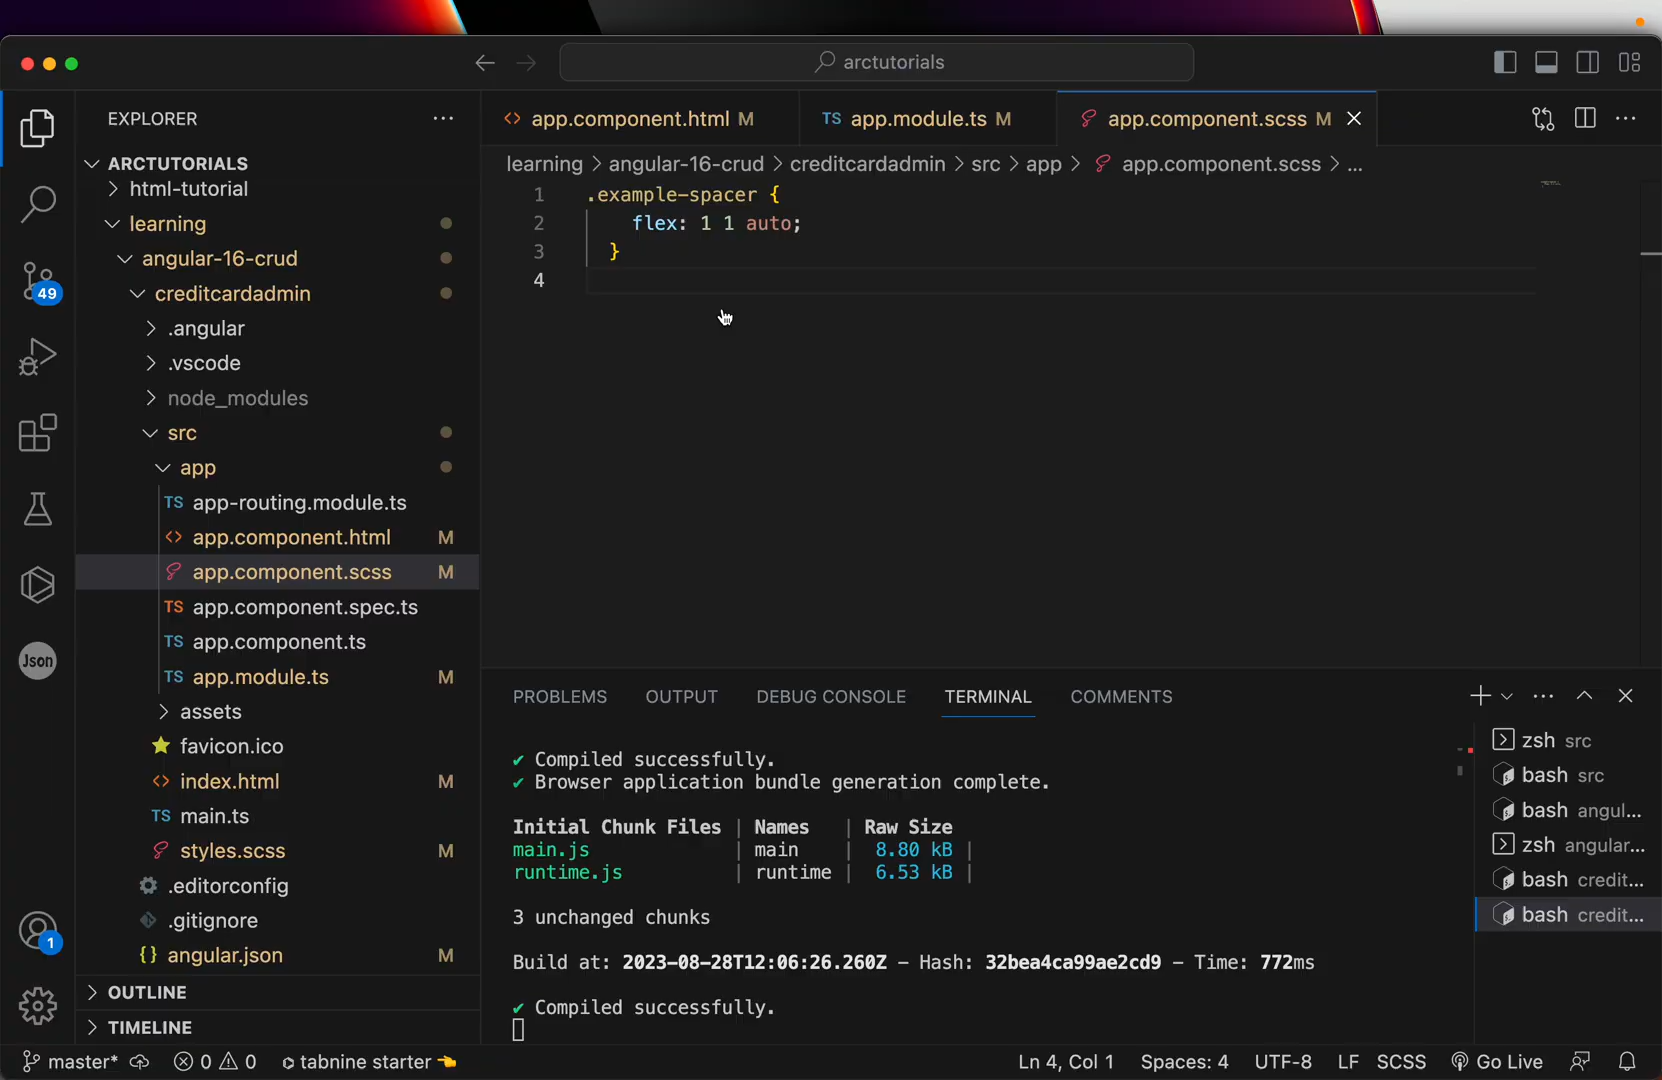 arctutorials
EXPLORER
ARCTUTORIALS
html-tutorial
learning
angular-16-crud
creditcardadmin
.angular
.vscode
node_modules
src
app
TS app-routing.module.ts
<> app.component.html M
app.component.scss M
TS app.component.spec.ts
TS app.component.ts
TS app.module.ts M
assets
favicon.ico
<> index.html M
TS main.ts
styles.scss M
.editorconfig
.gitignore
{} angular.json M
OUTLINE
TIMELINE
49
Json
1
<> app.component.html M
TS app.module.ts M
app.component.scss M
learning > angular-16-crud > creditcardadmin > src > app > app.component.scss > ...
1 .example-spacer {
2 flex: 1 1 auto;
3 }
4
PROBLEMS OUTPUT DEBUG CONSOLE TERMINAL COMMENTS
✔ Compiled successfully.
✔ Browser application bundle generation complete.
Initial Chunk Files | Names | Raw Size
main.js | main | 8.80 kB |
runtime.js | runtime | 6.53 kB |
3 unchanged chunks
Build at: 2023-08-28T12:06:26.260Z - Hash: 32bea4ca99ae2cd9 - Time: 772ms
✔ Compiled successfully.
zsh src
bash src
bash angul...
zsh angular...
bash credit...
bash credit...
master* 0 0 tabnine starter 👈 Ln 4, Col 1 Spaces: 4 UTF-8 LF SCSS Go Live